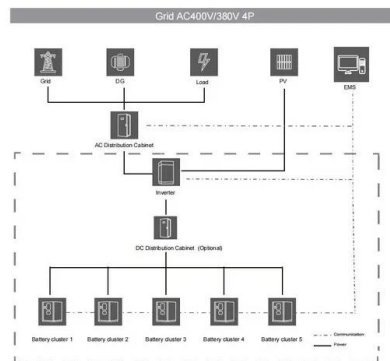 Grid AC400V/380V 4P
Grid
DG
Load
PV
EMS
AC Distribution Cabinet
Inverter
DC Distribution Cabinet (Optional)
Battery cluster 1
Battery cluster 2
Battery cluster 3
Battery cluster 4
Battery cluster 5
Communication
Power